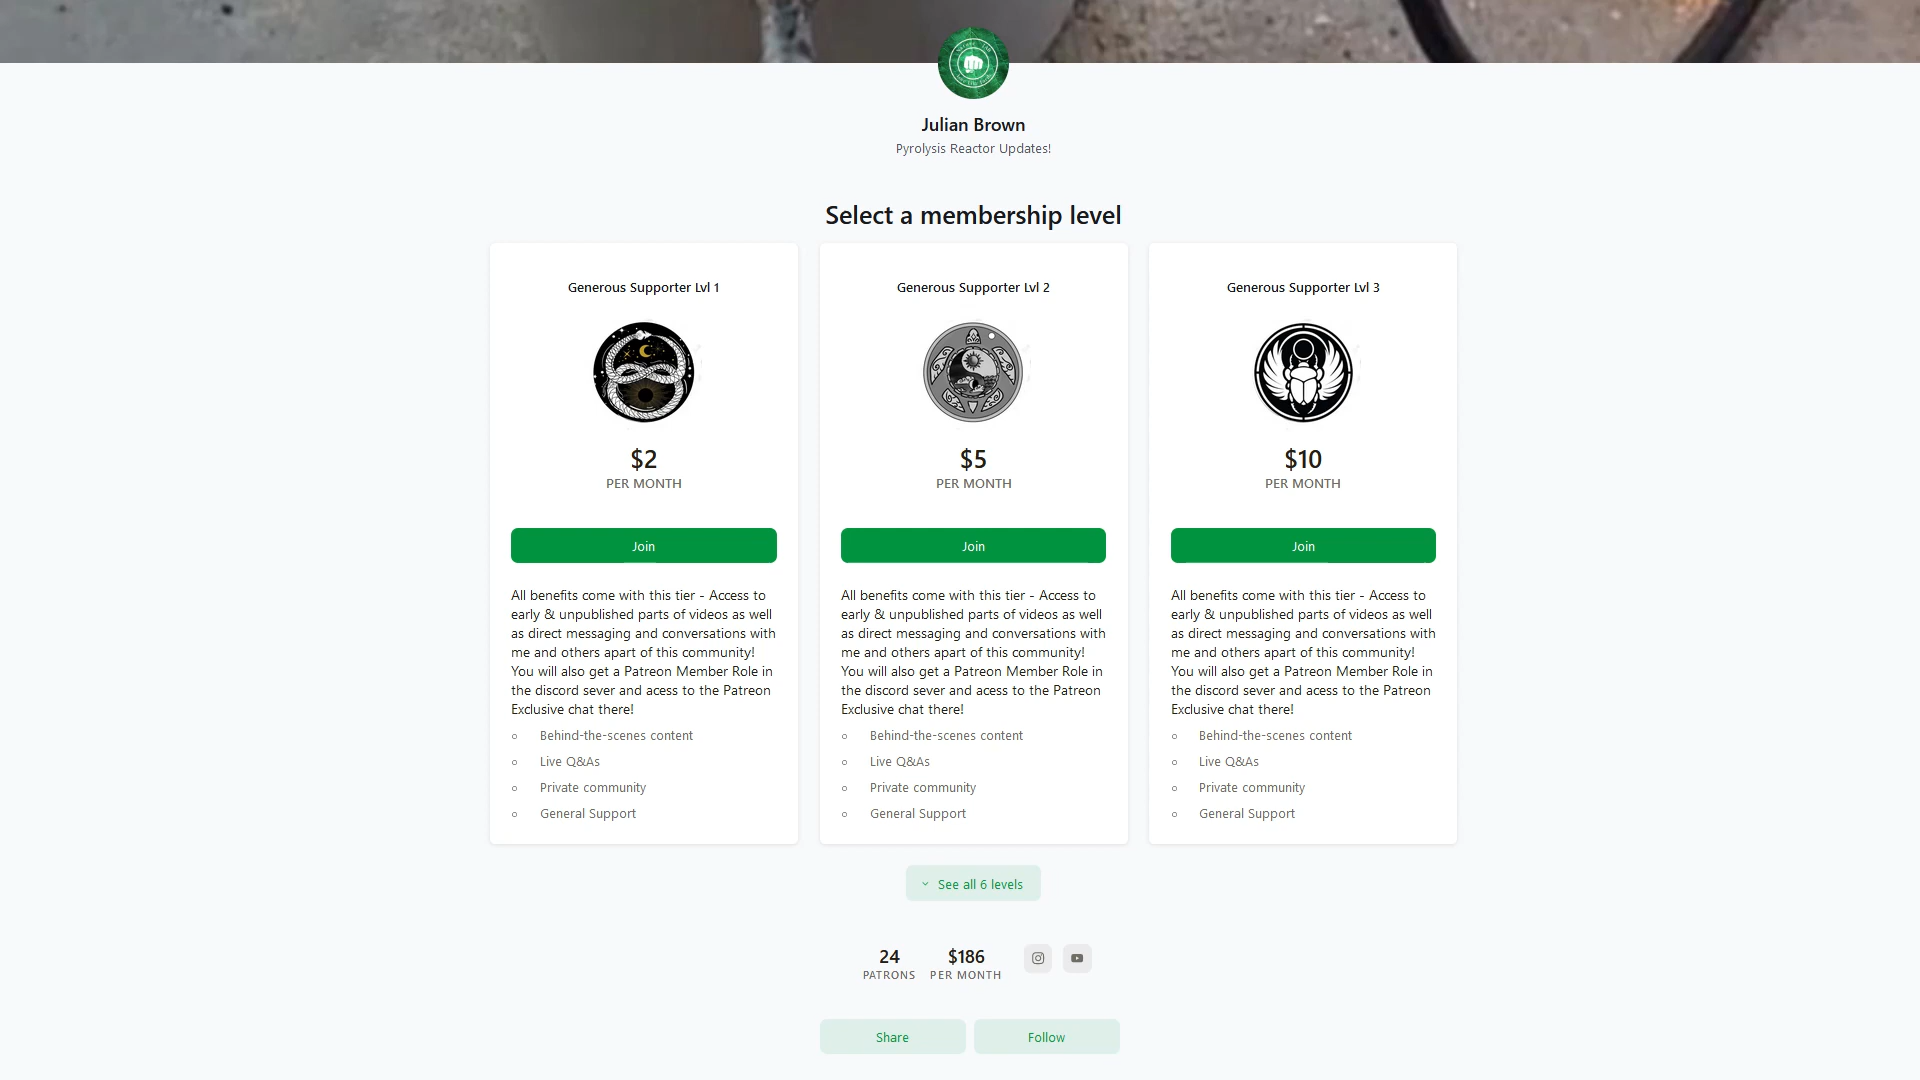 Julian Brown
Pyrolysis Reactor Updates!
Select a membership level
Generous Supporter Lvl 1
$2
PER MONTH
Join
All benefits come with this tier - Access to
early & unpublished parts of videos as well
as direct messaging and conversations with
me and others apart of this community!
You will also get a Patreon Member Role in
the discord sever and acess to the Patreon
Exclusive chat there!
Behind-the-scenes content
Live Q&As
Private community
General Support
Generous Supporter Lvl 2
$5
PER MONTH
Join
All benefits come with this tier - Access to
early & unpublished parts of videos as well
as direct messaging and conversations with
me and others apart of this community!
You will also get a Patreon Member Role in
the discord sever and acess to the Patreon
Exclusive chat there!
Behind-the-scenes content
Live Q&As
Private community
General Support
Generous Supporter Lvl 3
$10
PER MONTH
Join
All benefits come with this tier - Access to
early & unpublished parts of videos as well
as direct messaging and conversations with
me and others apart of this community!
You will also get a Patreon Member Role in
the discord sever and acess to the Patreon
Exclusive chat there!
Behind-the-scenes content
Live Q&As
Private community
General Support
See all 6 levels
24
PATRONS
$186
PER MONTH
Share
Follow